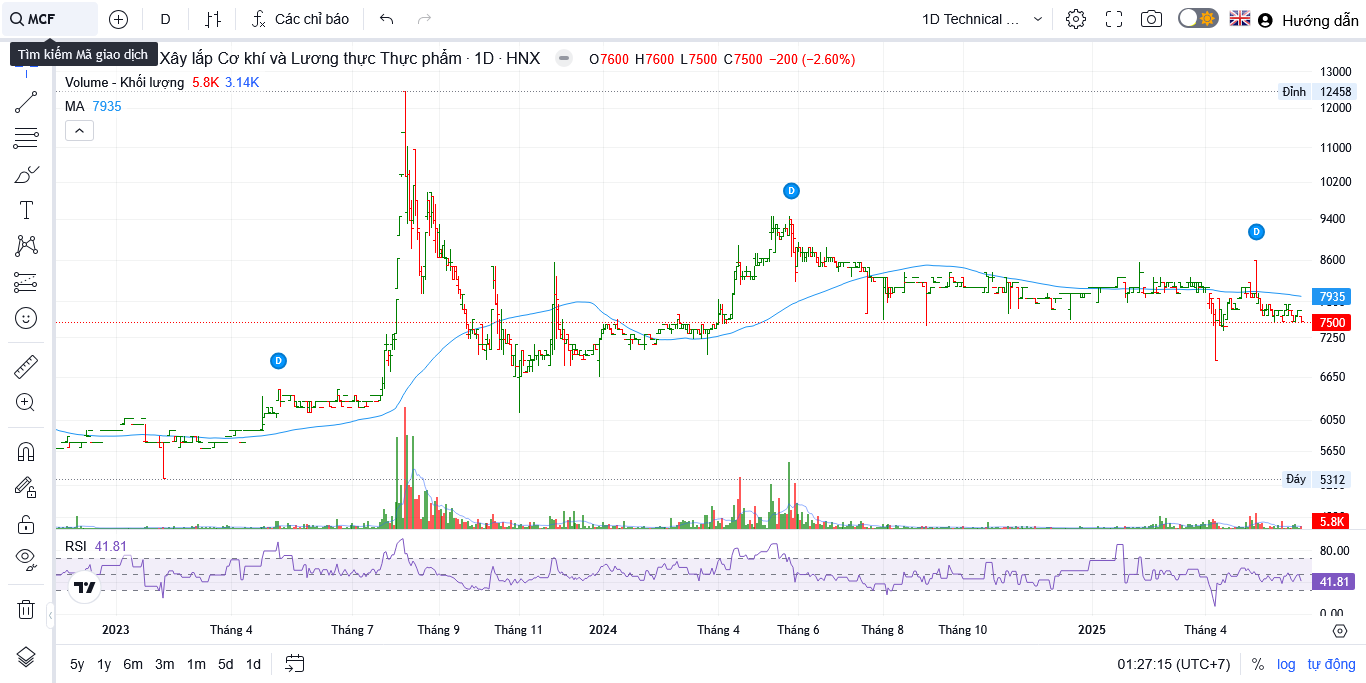 MCF
D
Các chỉ báo
1D Technical ...
Hướng dẫn
Tìm kiếm Mã giao dịch
Xây lắp Cơ khí và Lương thực Thực phẩm · 1D · HNX
O7600 H7600 L7500 C7500 −200 (−2.60%)
Volume - Khối lượng 5.8K 3.14K
MA 7935
13000
Đỉnh 12458
12000
11000
10200
9400
8600
7935
7500
7250
6650
6050
5650
Đáy 5312
5.8K
D
D
D
RSI 41.81
80.00
41.81
0.00
2023
Tháng 4
Tháng 7
Tháng 9
Tháng 11
2024
Tháng 4
Tháng 6
Tháng 8
Tháng 10
2025
Tháng 4
5y 1y 6m 3m 1m 5d 1d
01:27:15 (UTC+7)
% log tự động